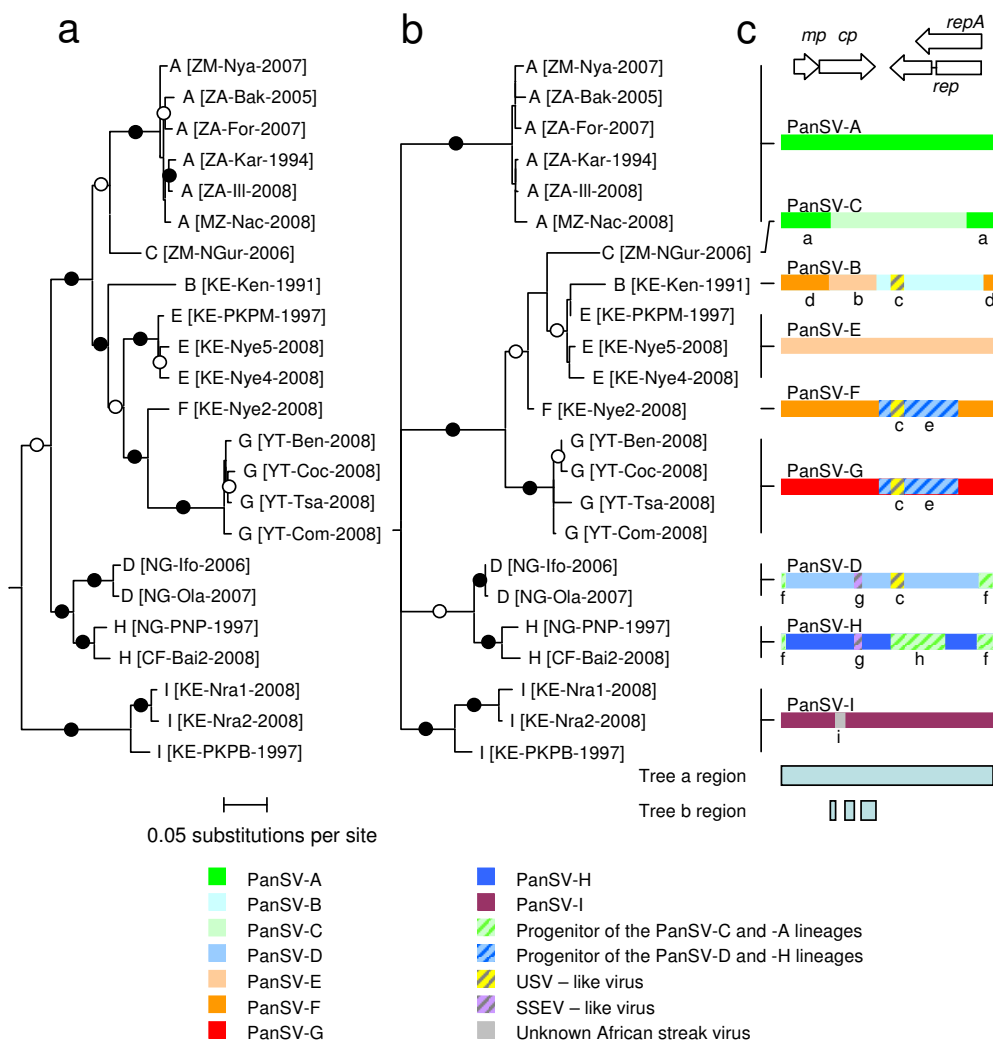 a
b
c
mp cp
repA
rep
A [ZM-Nya-2007]
A [ZA-Bak-2005]
A [ZA-For-2007]
A [ZA-Kar-1994]
A [ZA-Ill-2008]
A [MZ-Nac-2008]
C [ZM-NGur-2006]
B [KE-Ken-1991]
E [KE-PKPM-1997]
E [KE-Nye5-2008]
E [KE-Nye4-2008]
F [KE-Nye2-2008]
G [YT-Ben-2008]
G [YT-Coc-2008]
G [YT-Tsa-2008]
G [YT-Com-2008]
D [NG-Ifo-2006]
D [NG-Ola-2007]
H [NG-PNP-1997]
H [CF-Bai2-2008]
I [KE-Nra1-2008]
I [KE-Nra2-2008]
I [KE-PKPB-1997]
A [ZM-Nya-2007]
A [ZA-Bak-2005]
A [ZA-For-2007]
A [ZA-Kar-1994]
A [ZA-Ill-2008]
A [MZ-Nac-2008]
C [ZM-NGur-2006]
B [KE-Ken-1991]
E [KE-PKPM-1997]
E [KE-Nye5-2008]
E [KE-Nye4-2008]
F [KE-Nye2-2008]
G [YT-Ben-2008]
G [YT-Coc-2008]
G [YT-Tsa-2008]
G [YT-Com-2008]
D [NG-Ifo-2006]
D [NG-Ola-2007]
H [NG-PNP-1997]
H [CF-Bai2-2008]
I [KE-Nra1-2008]
I [KE-Nra2-2008]
I [KE-PKPB-1997]
PanSV-A
PanSV-C
a a
PanSV-B
d b c d
PanSV-E
PanSV-F
c e
PanSV-G
c e
PanSV-D
f g c f
PanSV-H
f g h f
PanSV-I
i
Tree a region
Tree b region
0.05 substitutions per site
PanSV-A
PanSV-B
PanSV-C
PanSV-D
PanSV-E
PanSV-F
PanSV-G
PanSV-H
PanSV-I
Progenitor of the PanSV-C and -A lineages
Progenitor of the PanSV-D and -H lineages
USV – like virus
SSEV – like virus
Unknown African streak virus